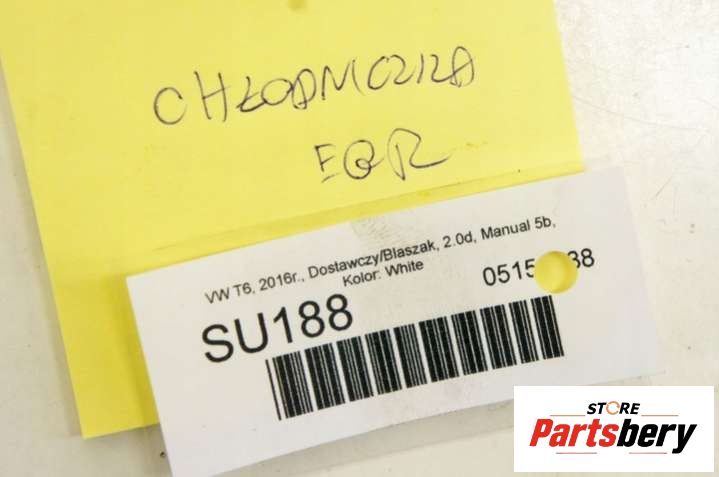 CHŁODNICZKA
EGR
VW T6, 2016r., Dostawczy/Blaszak, 2.0d, Manual 5b,
Kolor: White
SU188
STORE
Partsbery